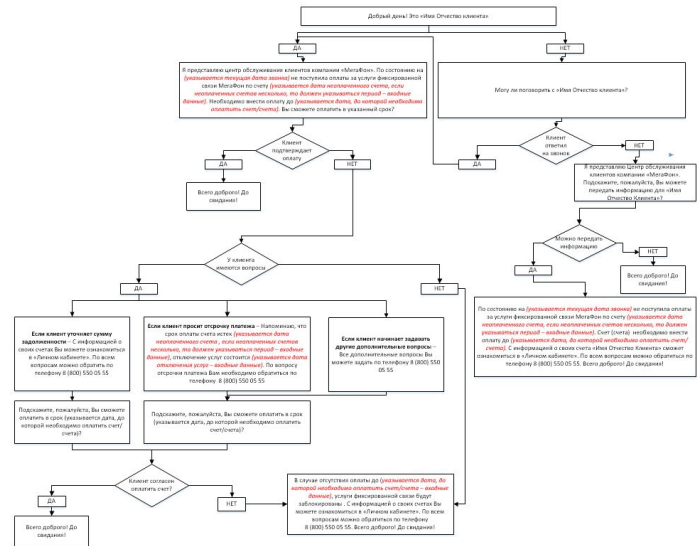 Добрый день! Это «Имя Отчество клиента»
ДА
НЕТ
Я представляю центр обслуживание клиентов компании «МегаФон». По состоянию на
(указывается текущая дата звонка) не поступила оплаты за услуги фиксированной
связи МегаФон по счету (указывается дата неоплаченного счета, если
неоплаченных счетов несколько, то должен указываться период – входные
данные). Необходимо внести оплату до (указывается дата, до которой необходимо
оплатить счет/счета). Вы сможете оплатить в указанный срок?
Могу ли поговорить с «Имя Отчество клиента»?
Клиент
подтверждает
оплату
ДА
НЕТ
Клиент
ответил
на звонок
ДА
НЕТ
Всего доброго! До
свидания!
Я представляю Центр обслуживания
клиентов компании «МегаФон».
Подскажите, пожалуйста, Вы можете
передать информацию для «Имя
Отчество Клиента»?
Можно передать
информацию
ДА
НЕТ
Всего доброго! До
свидания!
У клиента
имеются вопросы
ДА
НЕТ
По состоянию на (указывается текущая дата звонка) не поступила оплаты
за услуги фиксированной связи МегаФон по счету (указывается дата
неоплаченного счета, если неоплаченных счетов несколько, то должен
указываться период – входные данные). Счет (счета) необходимо внести
оплату до (указывается дата, до которой необходимо оплатить счет/
счета). С информацией о своих счета «Имя Отчество Клиента» сможет
ознакомиться в «Личном кабинете». По всем вопросам можно обратиться по
телефону 8 (800) 550 05 55. Всего доброго! До свидания!
Если клиент уточняет сумму
задолженности – С информацией о
своих счетах Вы можете ознакомиться
в «Личном кабинете». По всем
вопросам можно обратиться по
телефону 8 (800) 550 05 55
Если клиент просит отсрочку платежа – Напоминаю, что
срок оплаты счета истек (указывается дата
неоплаченного счета , если неоплаченных счетов
несколько, то должен указываться период – входные
данные), отключение услуг состоится (указывается дата
отключения услуг – входные данные). По вопросу
отсрочки платежа Вам необходимо обратиться по
телефону 8 (800) 550 05 55
Если клиент начинает задавать
другие дополнительные вопросы –
Все дополнительные вопросы Вы
можете задать по телефону 8 (800) 550
05 55
Подскажите, пожалуйста, Вы сможете
оплатить в срок (указывается дата, до
которой необходимо оплатить счет/
счета)?
Подскажите, пожалуйста, Вы сможете оплатить в срок
(указывается дата, до которой необходимо оплатить
счет/счета)?
Клиент согласен
оплатить счет?
ДА
НЕТ
Всего доброго! До
свидания!
В случае отсутствия оплаты до (указывается дата, до
которой необходимо оплатить счет/счета – входные
данные), услуги фиксированной связи будут
заблокированы . С информацией о своих счетах Вы
можете ознакомиться в «Личном кабинете». По всем
вопросам можно обратиться по телефону
8 (800) 550 05 55. Всего доброго! До свидания!